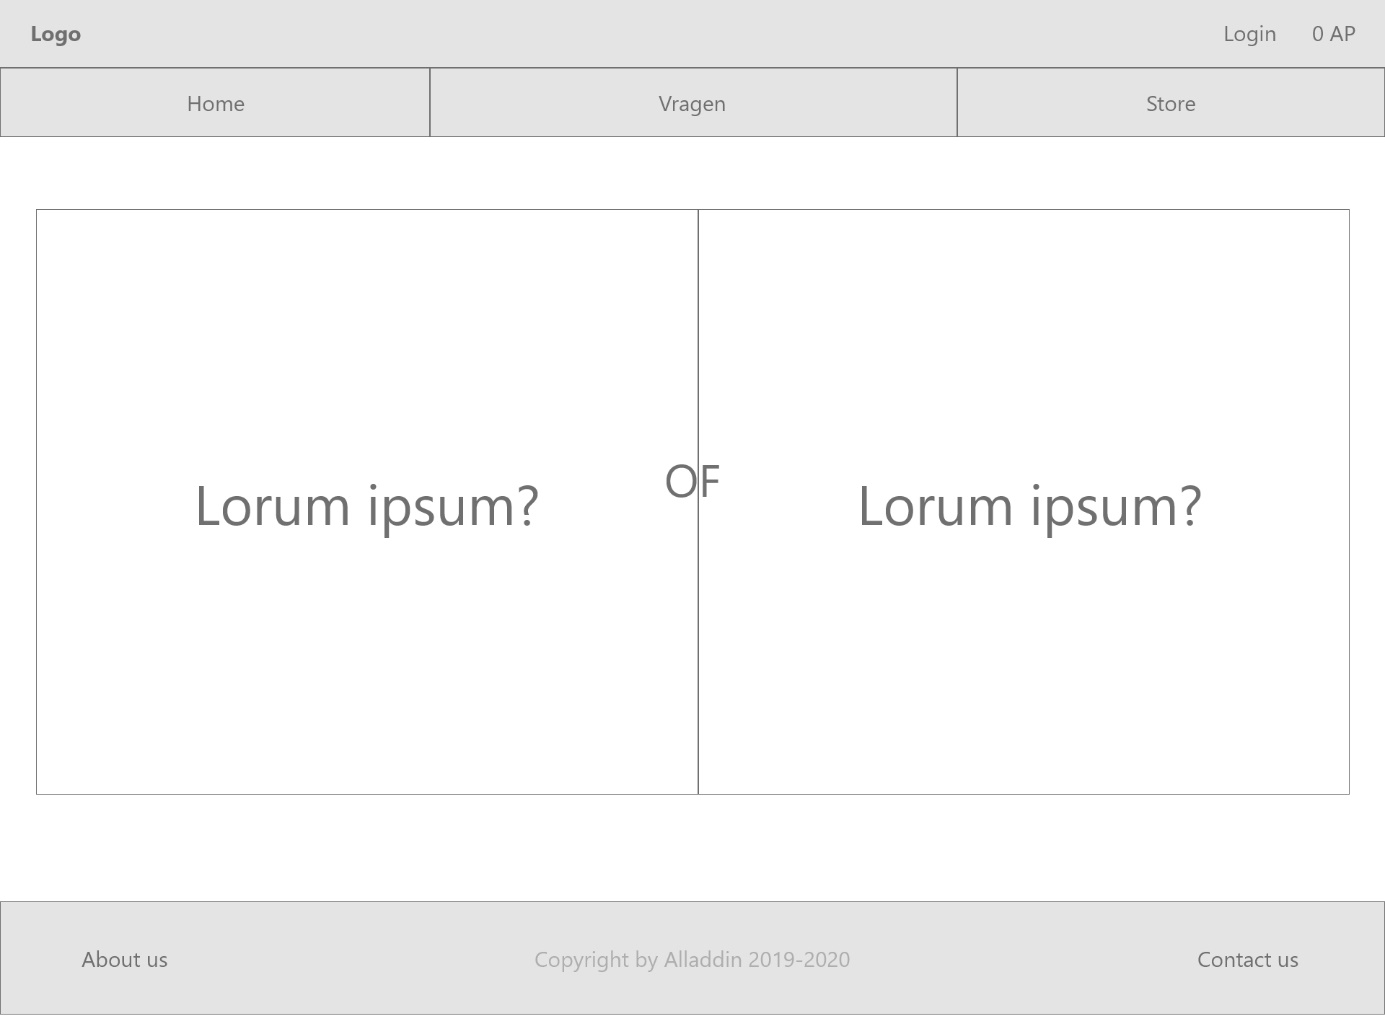 Logo
Login
0 AP
Home
Vragen
Store
Lorum ipsum?
OF
Lorum ipsum?
About us
Copyright by Alladdin 2019-2020
Contact us